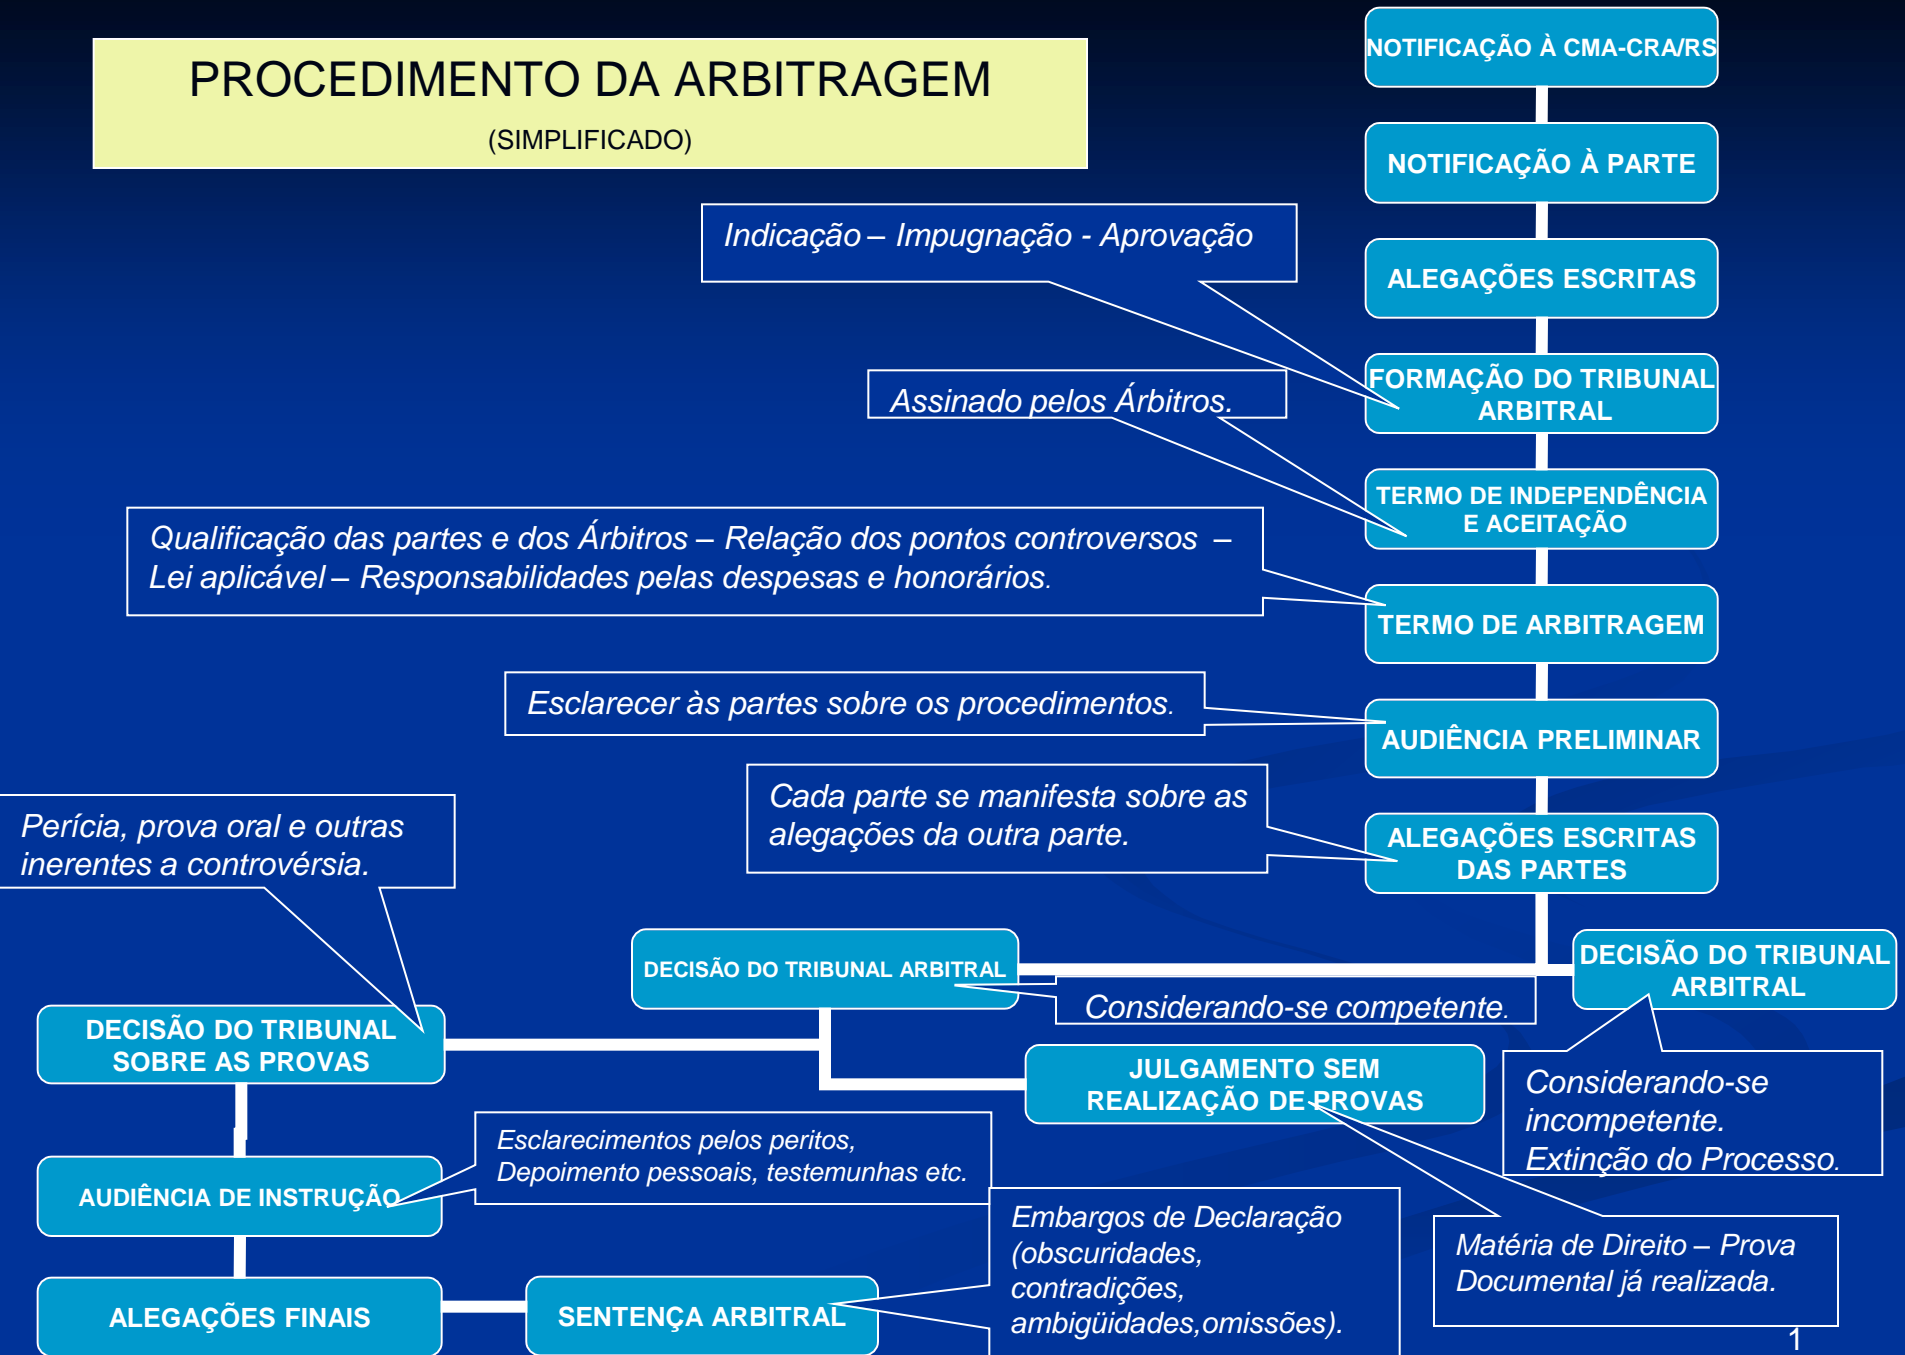 PROCEDIMENTO DA ARBITRAGEM
(SIMPLIFICADO)
NOTIFICAÇÃO À CMA-CRA/RS
NOTIFICAÇÃO À PARTE
Indicação – Impugnação - Aprovação
ALEGAÇÕES ESCRITAS
FORMAÇÃO DO TRIBUNAL
ARBITRAL
Assinado pelos Árbitros.
TERMO DE INDEPENDÊNCIA
E ACEITAÇÃO
Qualificação das partes e dos Árbitros – Relação dos pontos controversos –
Lei aplicável – Responsabilidades pelas despesas e honorários.
TERMO DE ARBITRAGEM
Esclarecer às partes sobre os procedimentos.
AUDIÊNCIA PRELIMINAR
Cada parte se manifesta sobre as
alegações da outra parte.
ALEGAÇÕES ESCRITAS
DAS PARTES
Perícia, prova oral e outras
inerentes a controvérsia.
DECISÃO DO TRIBUNAL ARBITRAL
DECISÃO DO TRIBUNAL
ARBITRAL
Considerando-se competente.
DECISÃO DO TRIBUNAL
SOBRE AS PROVAS
JULGAMENTO SEM
REALIZAÇÃO DE PROVAS
Considerando-se
incompetente.
Extinção do Processo.
Esclarecimentos pelos peritos,
Depoimento pessoais, testemunhas etc.
AUDIÊNCIA DE INSTRUÇÃO
Embargos de Declaração
(obscuridades,
contradições,
ambigüidades,omissões).
Matéria de Direito – Prova
Documental já realizada.
ALEGAÇÕES FINAIS
SENTENÇA ARBITRAL
1